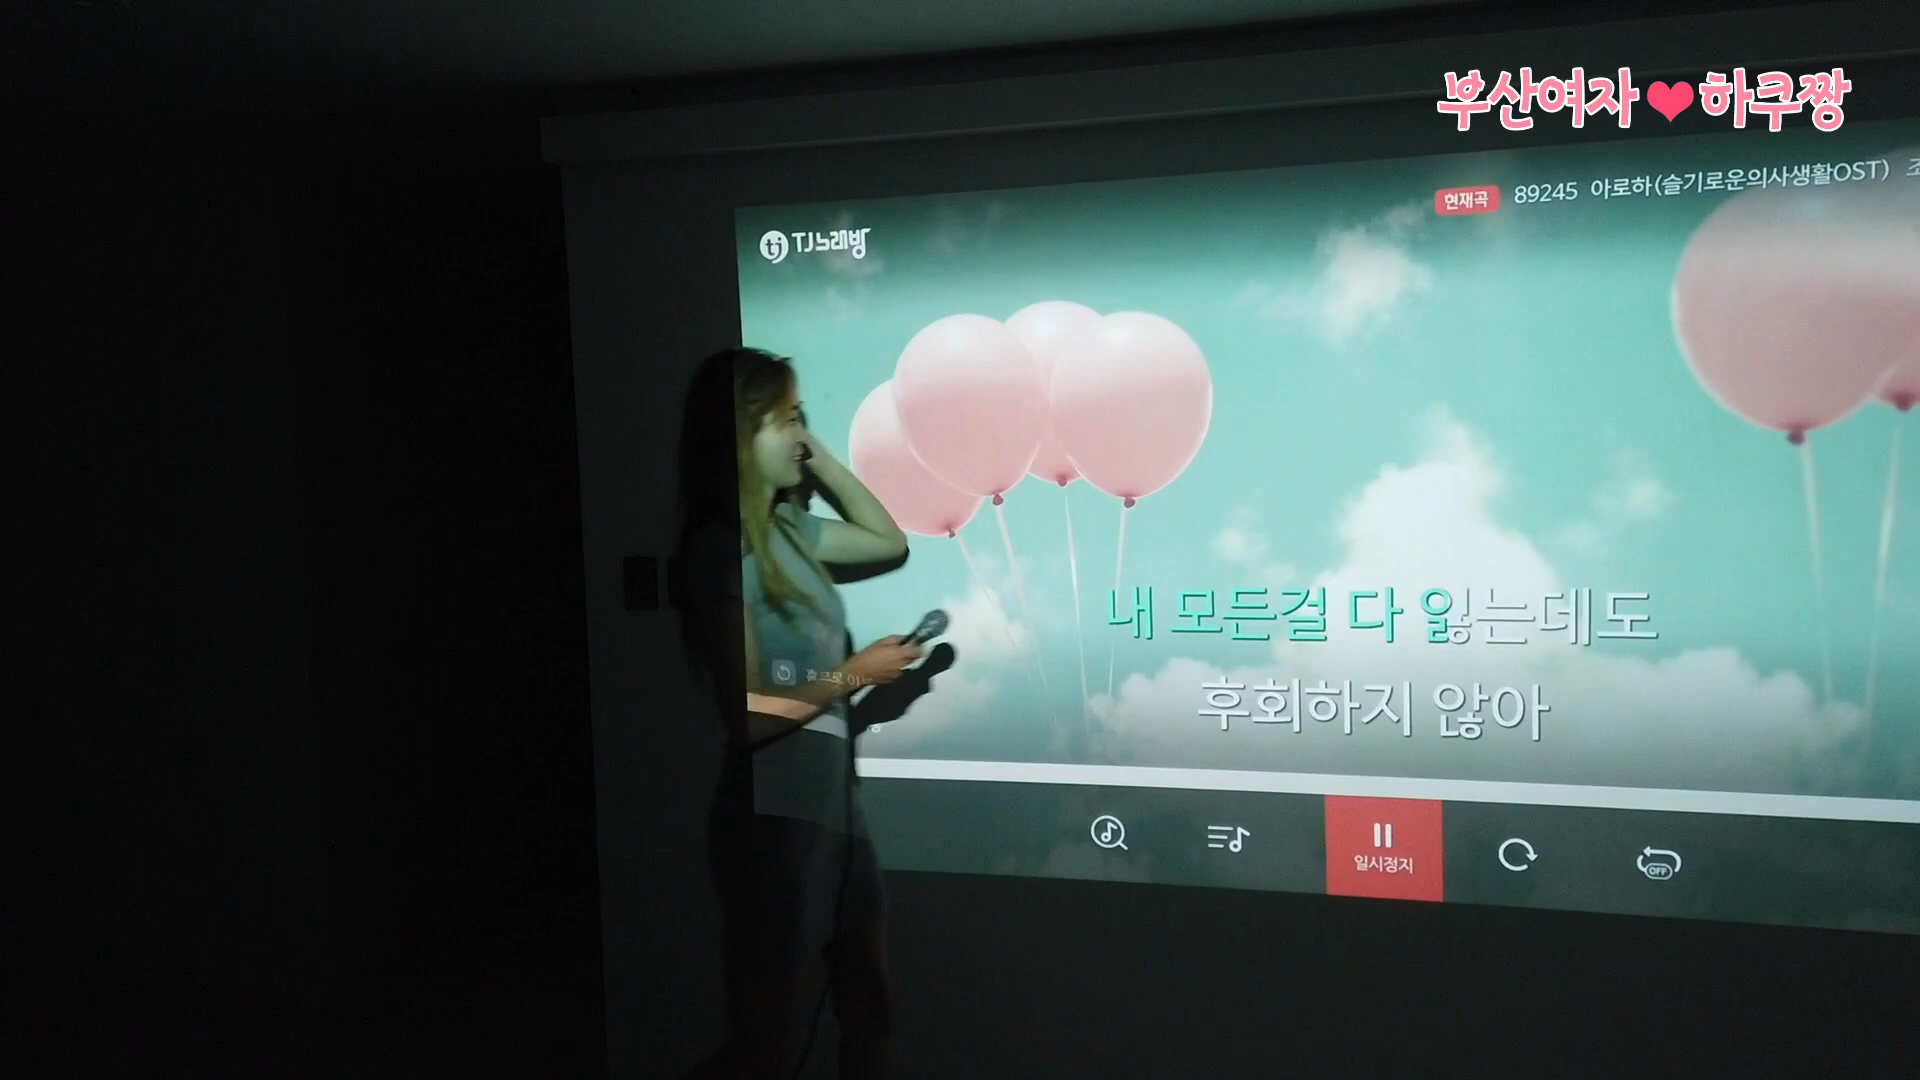 부산여자❤하쿠짱
현재곡 89245 아로하(슬기로운의사생활OST)
tj TJ노래방
내 모든걸 다 잃는데도
후회하지 않아
일시정지
OFF